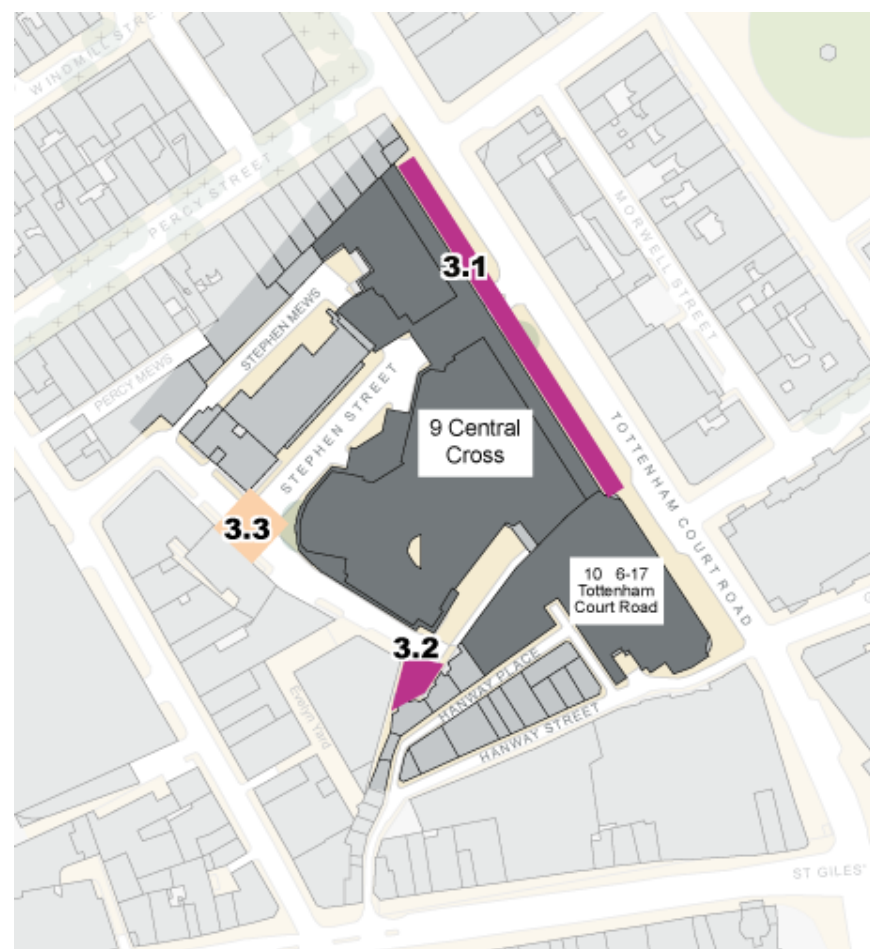 WINDMILL STREET
PERCY STREET
MORWELL STREET
3.1
STEPHEN MEWS
PERCY MEWS
STEPHEN STREET
9 Central
Cross
TOTTENHAM COURT ROAD
3.3
10 6-17
Tottenham
Court Road
3.2
HANWAY PLACE
HANWAY STREET
Evelyn Yard
ST GILES'